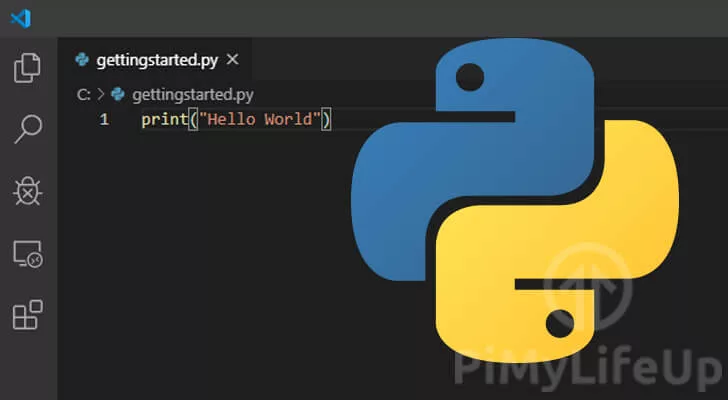 gettingstarted.py
C: > gettingstarted.py
1 print("Hello World")
PiMyLifeUp